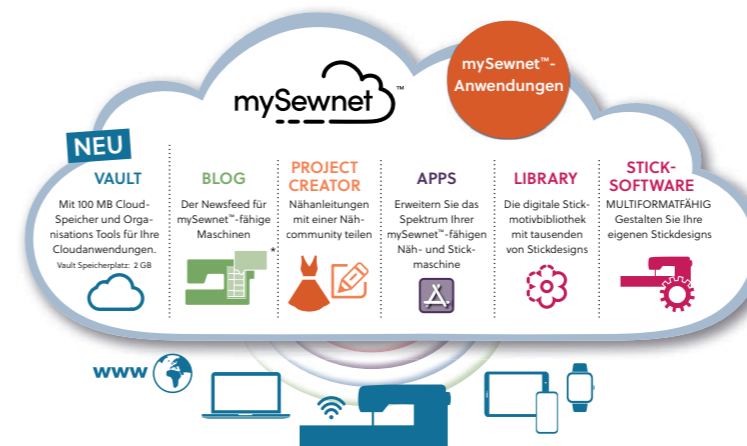 mySewnet™
mySewnet™-
Anwendungen
NEU
VAULT
Mit 100 MB Cloud-
Speicher und Orga-
nisations Tools für Ihre
Cloudanwendungen.
Vault Speicherplatz: 2 GB
BLOG
Der Newsfeed für
mySewnet™-fähige
Maschinen
*
PROJECT
CREATOR
Nähanleitungen
mit einer Näh-
community teilen
APPS
Erweitern Sie das
Spektrum Ihrer
mySewnet™-fähigen
Näh- und Stick-
maschine
LIBRARY
Die digitale Stick-
motivbibliothek
mit tausenden
von Stickdesigns
STICK-
SOFTWARE
MULTIFORMATFÄHIG
Gestalten Sie Ihre
eigenen Stickdesigns
www